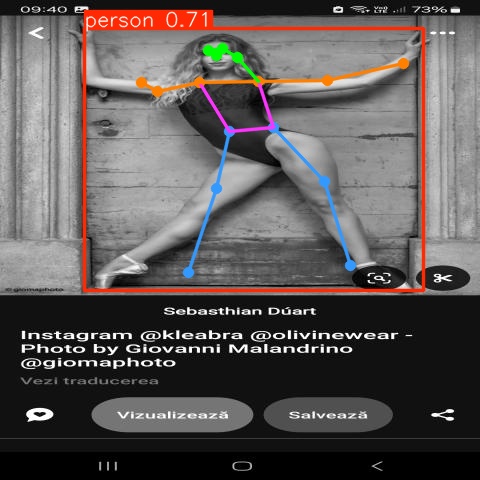 09:40
73%
person 0.71
©giomaphoto
Sebasthian Dúart
Instagram @kleabra @olivinewear -
Photo by Giovanni Malandrino
@giomaphoto
Vezi traducerea
Vizualizează
Salvează